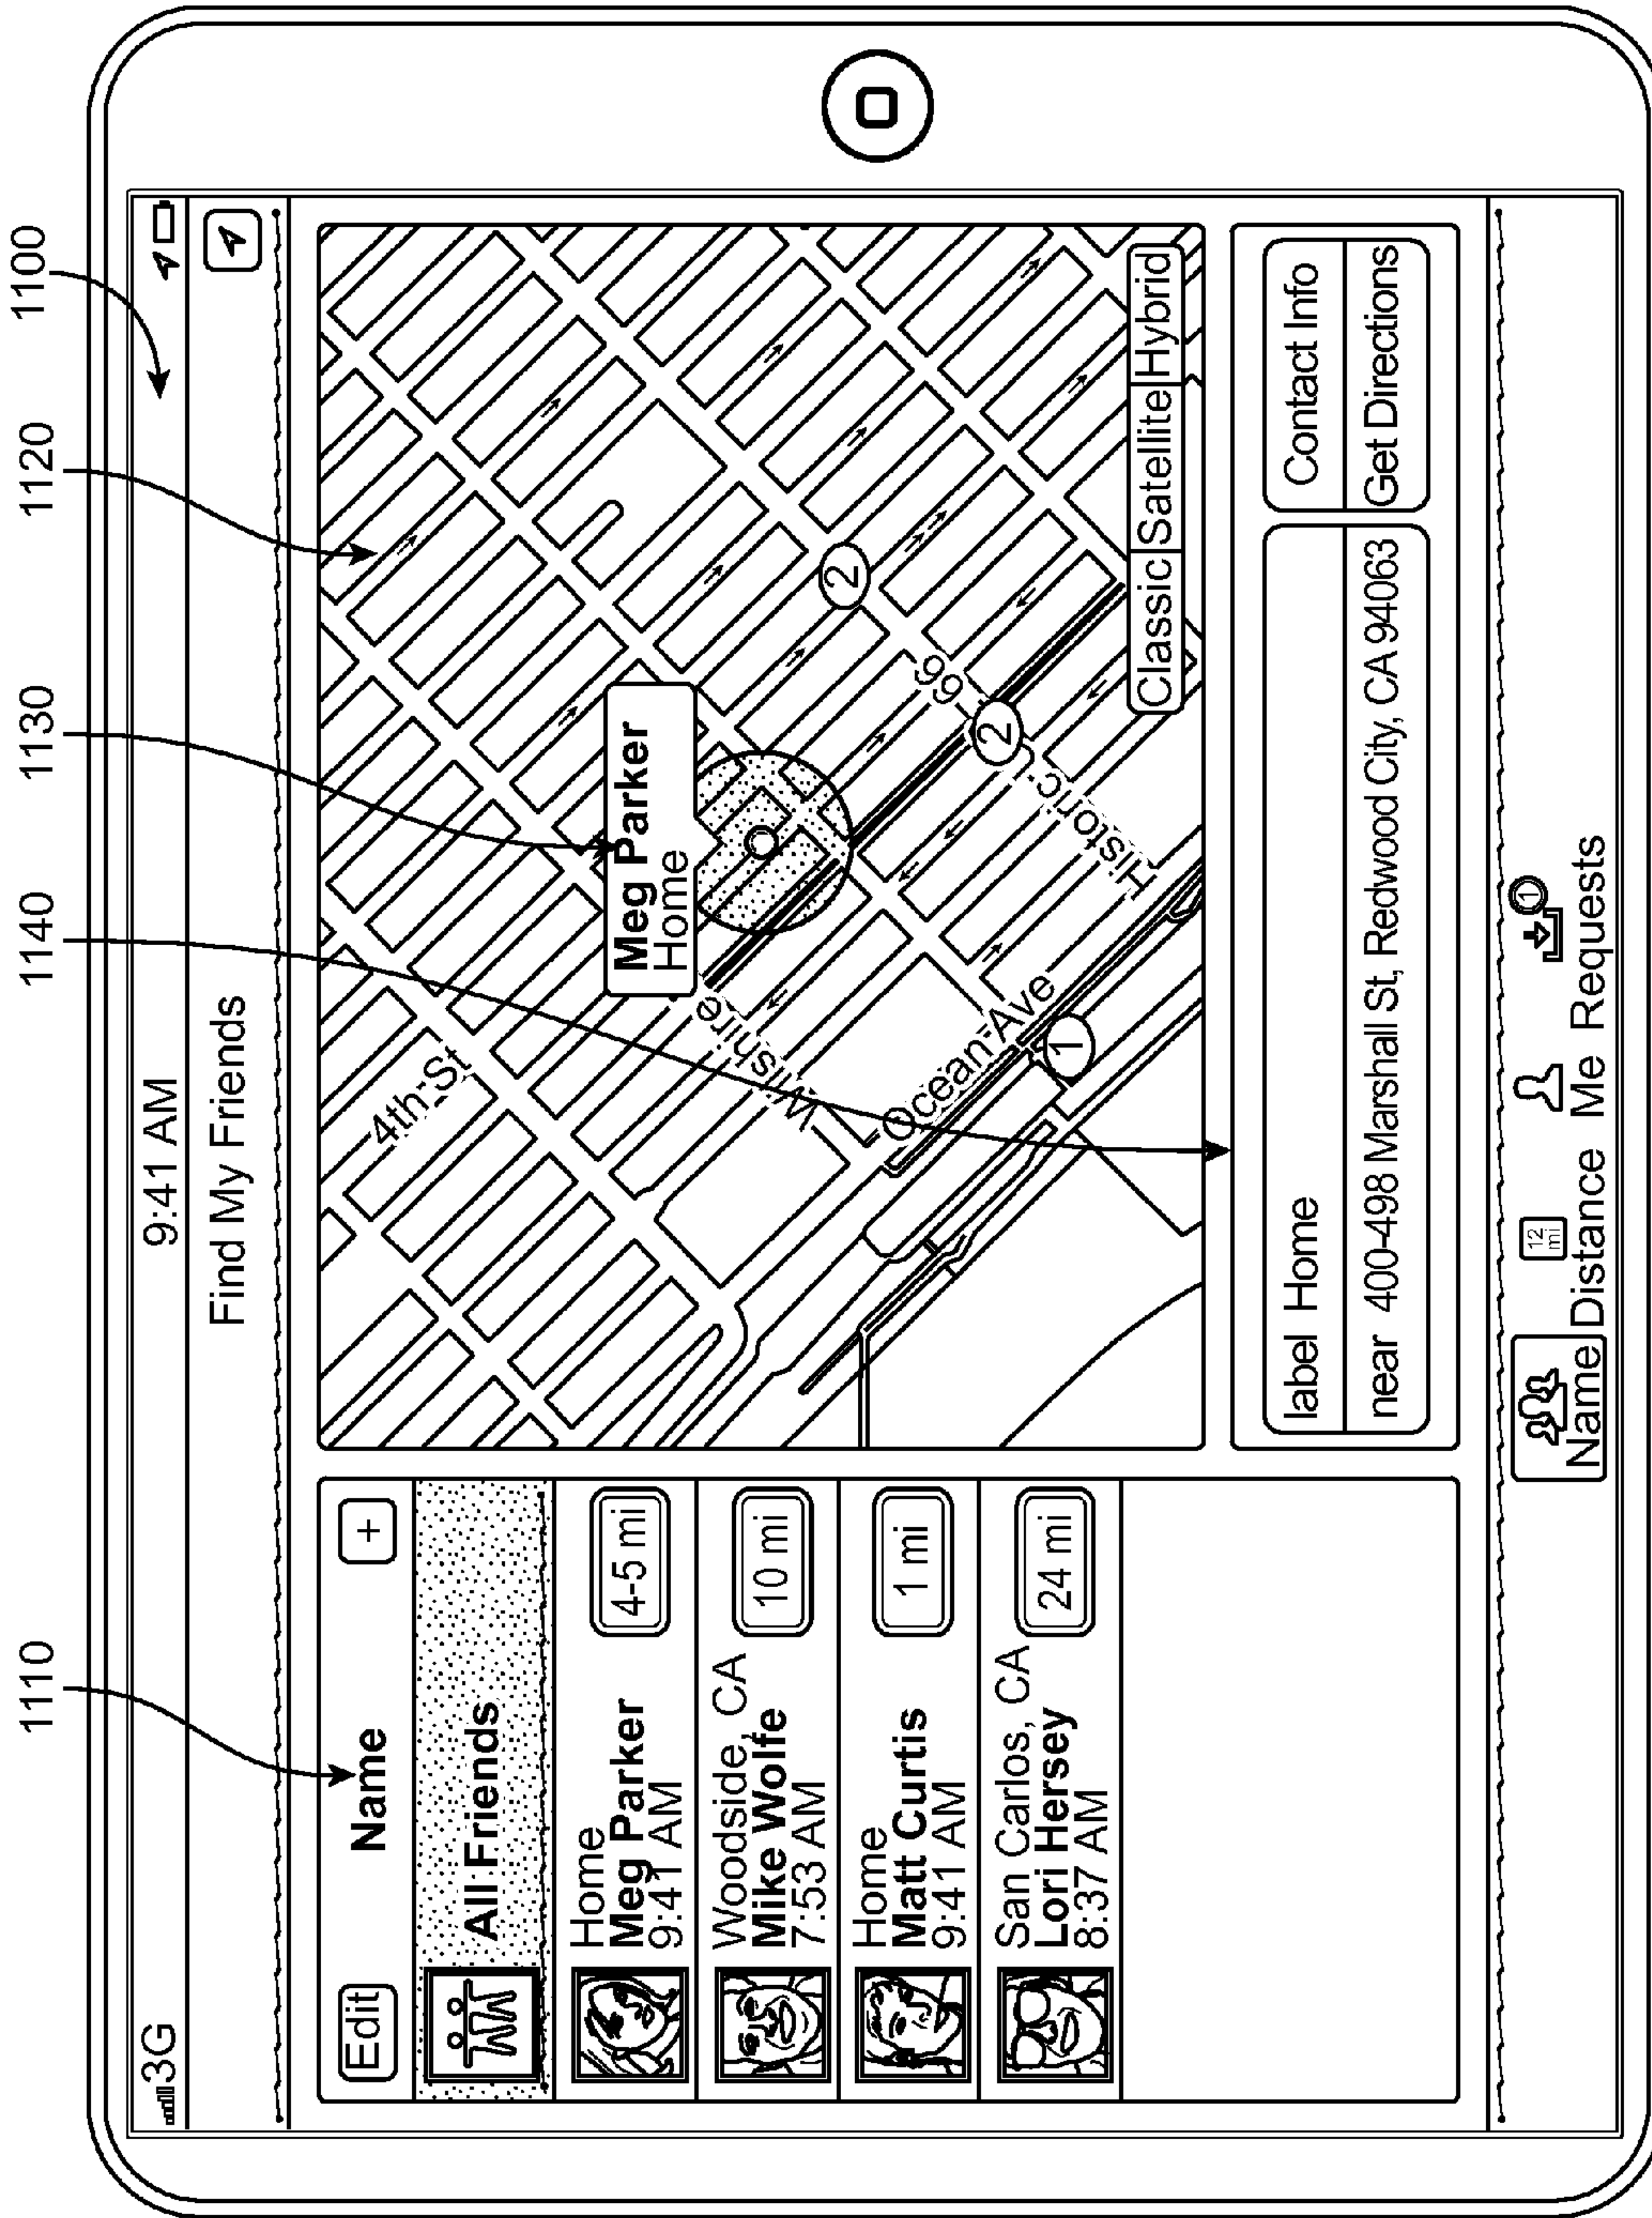 1110
1140
1130
1120
1100
3G
9:41 AM
Find My Friends
Edit
Name
+
All Friends
Home
Meg Parker
9:41 AM
4-5 mi
Woodside, CA
Mike Wolfe
7:53 AM
10 mi
Home
Matt Curtis
9:41 AM
1 mi
San Carlos, CA
Lori Hersey
8:37 AM
24 mi
4th St
Meg Parker
Home
Wilshire
2
Ocean Ave
1
Historic
66
2
Classic Satellite Hybrid
label Home
near 400-498 Marshall St, Redwood City, CA 94063
Contact Info
Get Directions
12 mi
1
Name Distance Me Requests